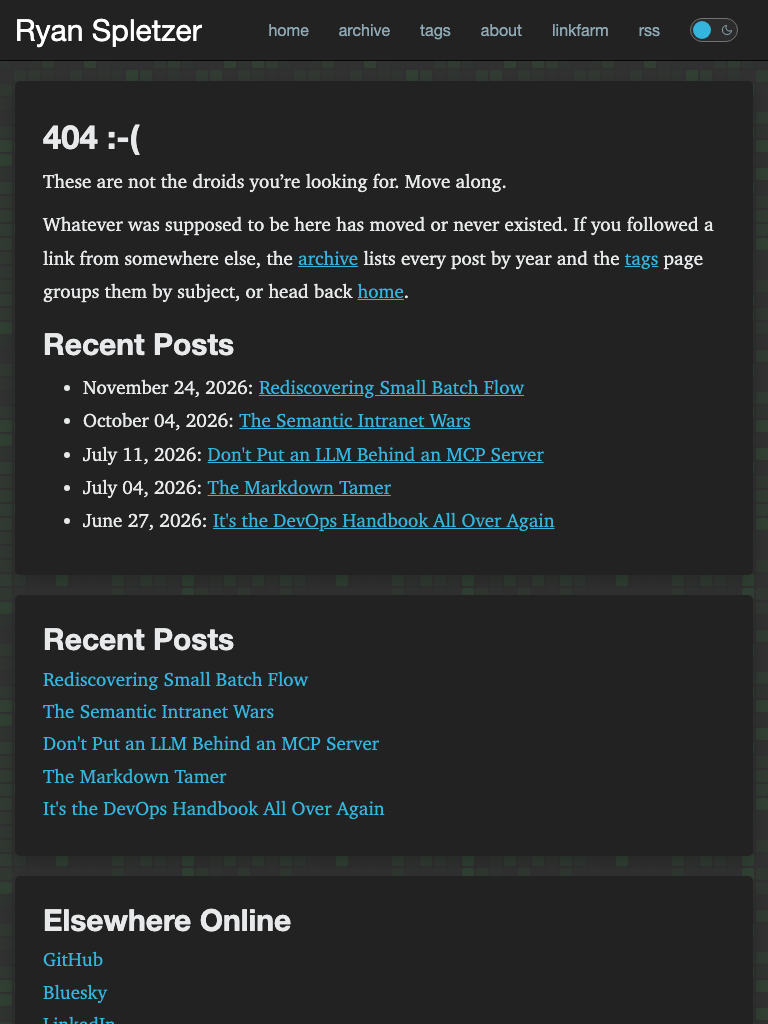 Ryan Spletzer
home archive tags about linkfarm rss
404 :-(
These are not the droids you’re looking for. Move along.
Whatever was supposed to be here has moved or never existed. If you followed a
link from somewhere else, the archive lists every post by year and the tags page
groups them by subject, or head back home.
Recent Posts
November 24, 2026: Rediscovering Small Batch Flow
October 04, 2026: The Semantic Intranet Wars
July 11, 2026: Don't Put an LLM Behind an MCP Server
July 04, 2026: The Markdown Tamer
June 27, 2026: It's the DevOps Handbook All Over Again
Recent Posts
Rediscovering Small Batch Flow
The Semantic Intranet Wars
Don't Put an LLM Behind an MCP Server
The Markdown Tamer
It's the DevOps Handbook All Over Again
Elsewhere Online
GitHub
Bluesky
LinkedIn